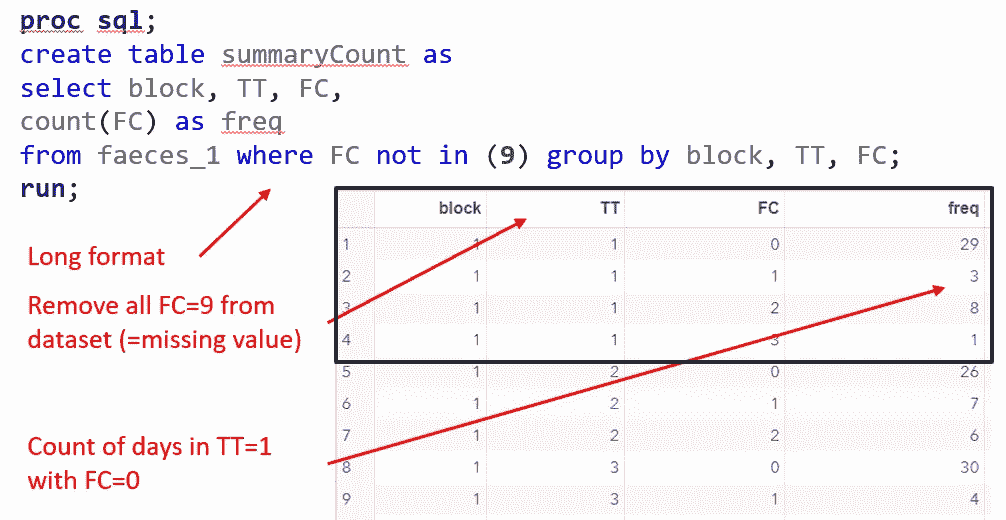 proc sql;
create table summaryCount as
select block, TT, FC,
count(FC) as freq
from faeces_1 where FC not in (9) group by block, TT, FC;
run;
Long format
Remove all FC=9 from
dataset (=missing value)
Count of days in TT=1
with FC=0
block TT FC freq
1 1 1 0 29
2 1 1 1 3
3 1 1 2 8
4 1 1 3 1
5 1 2 0 26
6 1 2 1 7
7 1 2 2 6
8 1 3 0 30
9 1 3 1 4